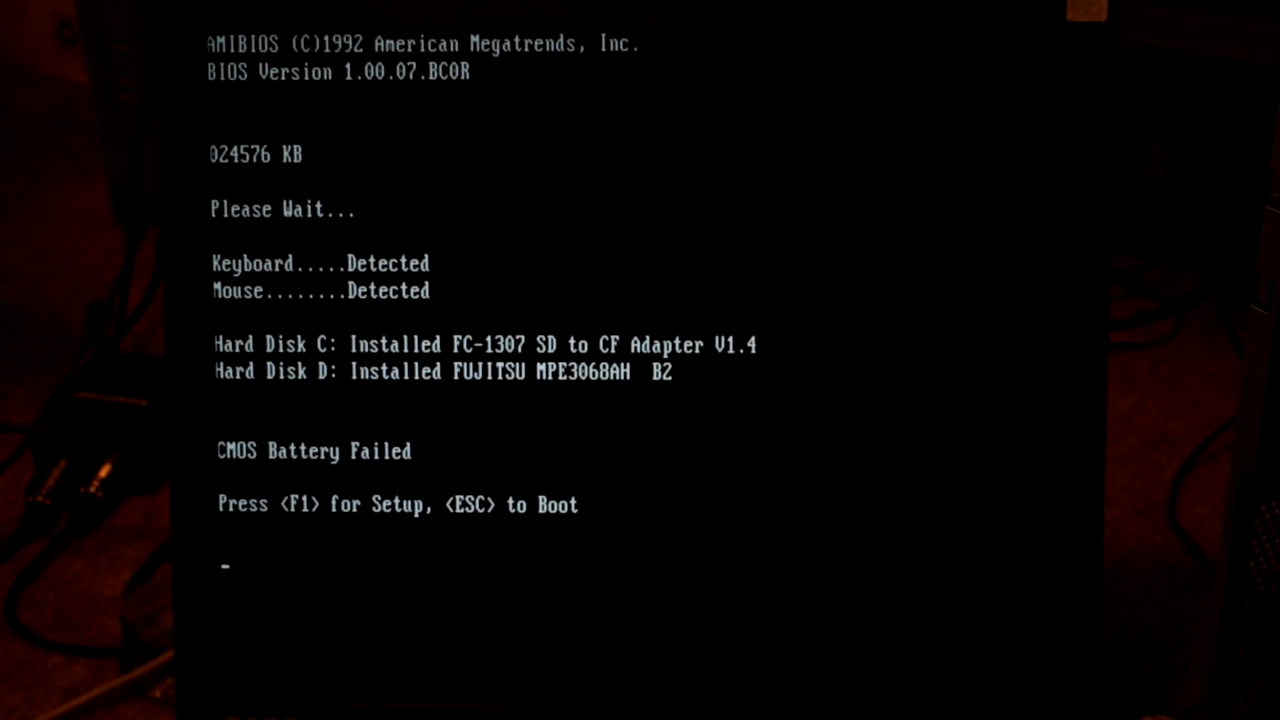 AMIBIOS (C)1992 American Megatrends, Inc.
BIOS Version 1.00.07.BC0R
024576 KB
Please Wait...
Keyboard.....Detected
Mouse........Detected
Hard Disk C: Installed FC-1307 SD to CF Adapter V1.4
Hard Disk D: Installed FUJITSU MPE3068AH  B2
CMOS Battery Failed
Press <F1> for Setup, <ESC> to Boot